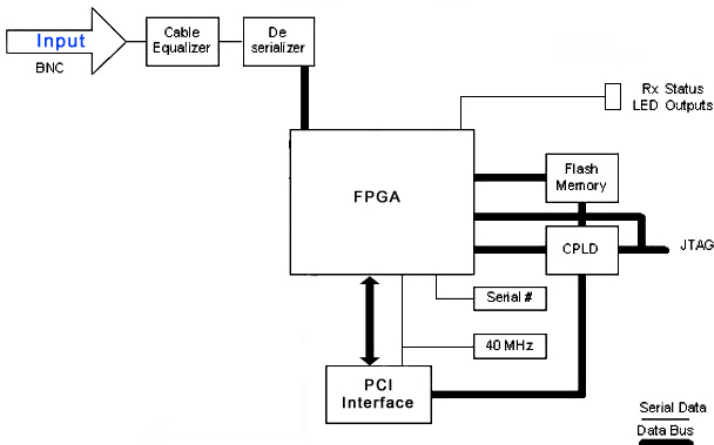 Input
BNC
Cable
Equalizer
De
serializer
Rx Status
LED Outputs
FPGA
Flash
Memory
CPLD
JTAG
Serial #
40 MHz
PCI
Interface
Serial Data
Data Bus